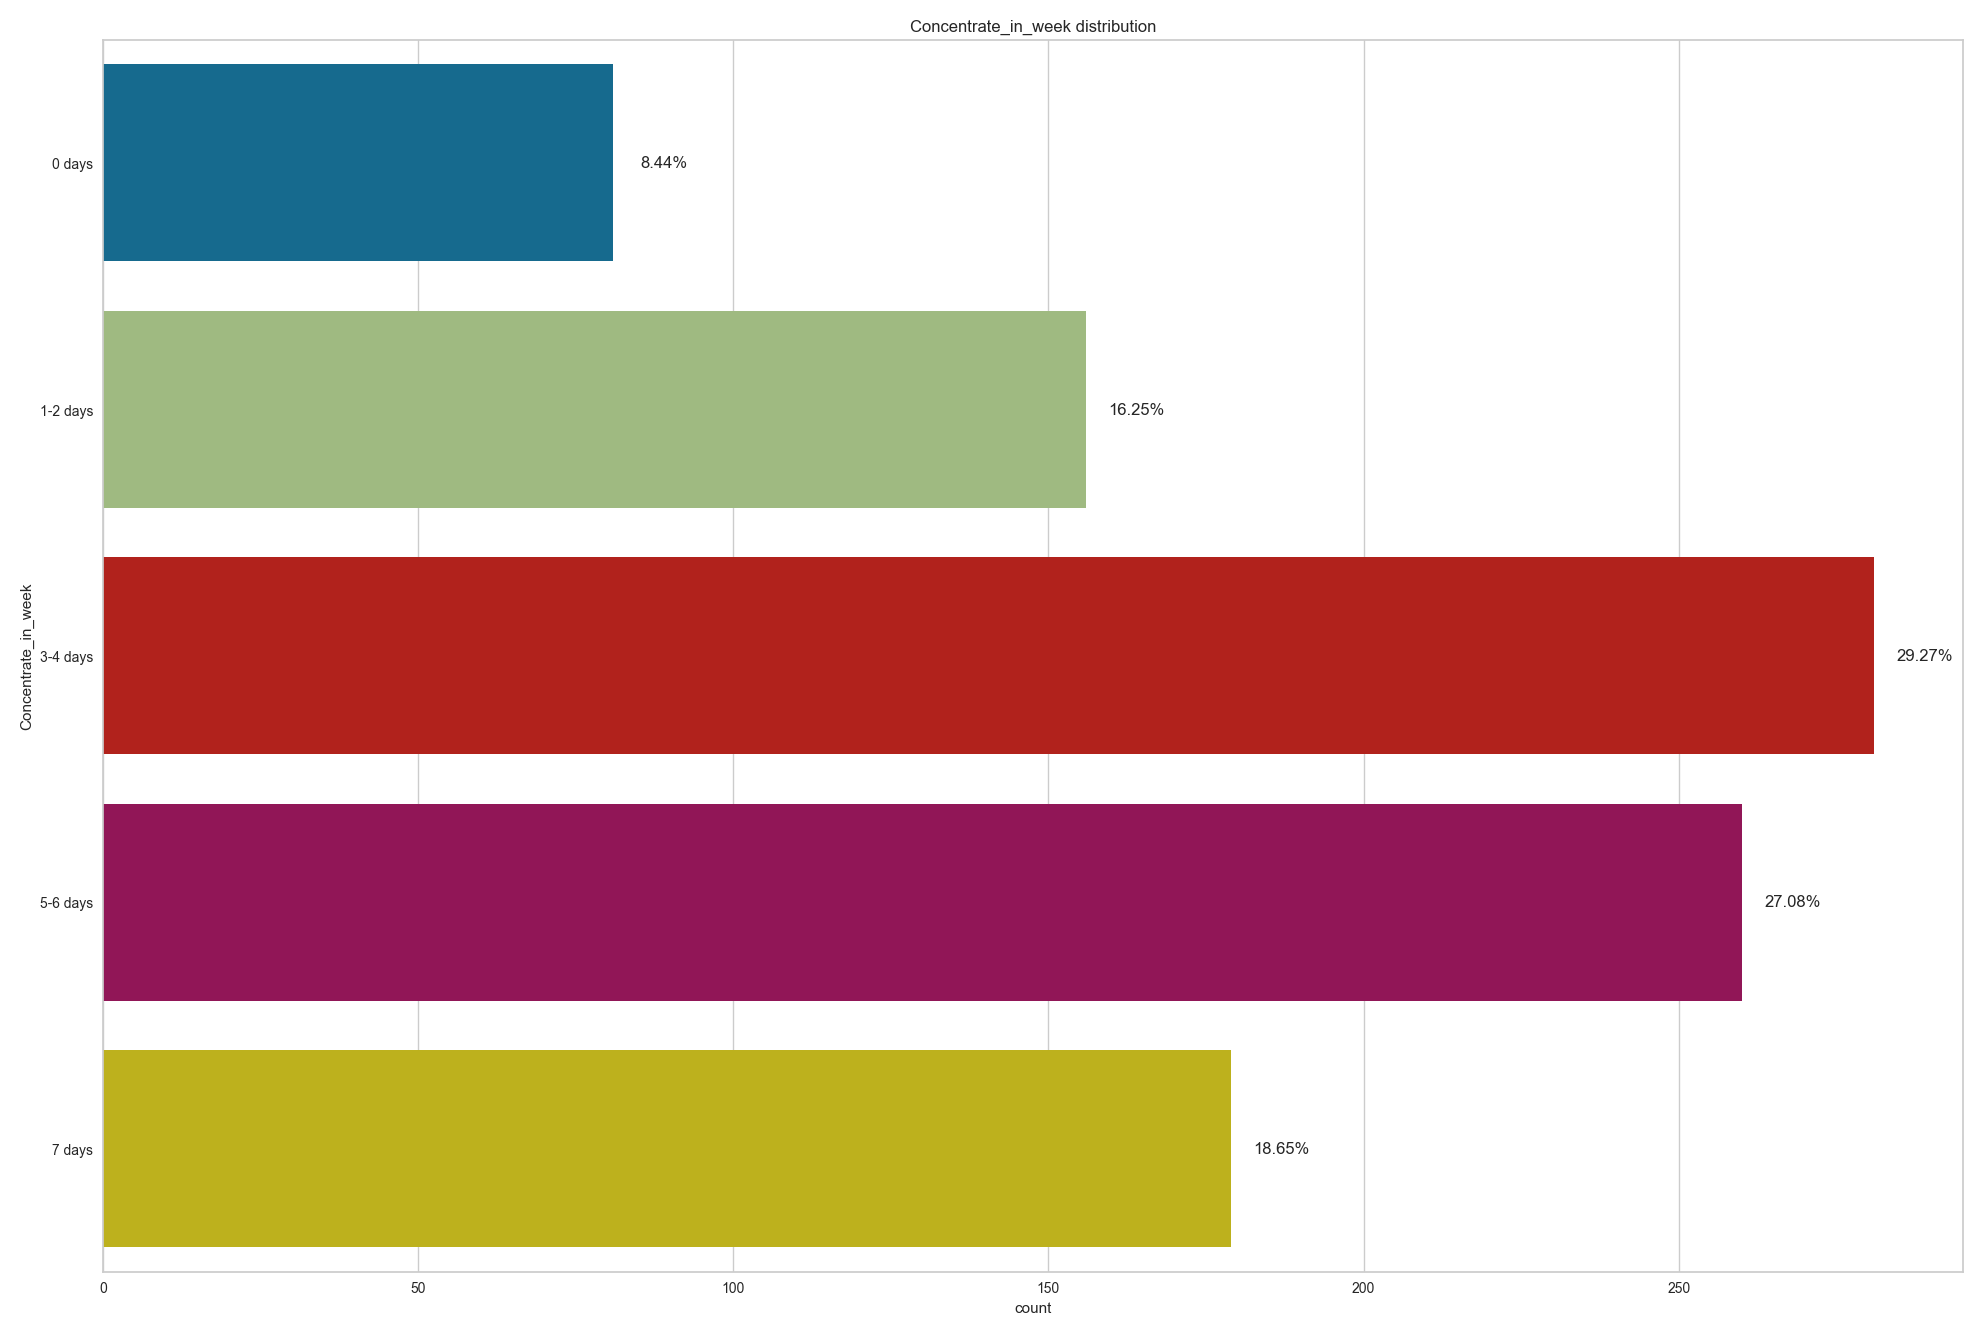 Concentrate_in_week distribution
Concentrate_in_week
0 days
8.44%
1-2 days
16.25%
3-4 days
29.27%
5-6 days
27.08%
7 days
18.65%
0 50 100 150 200 250
count